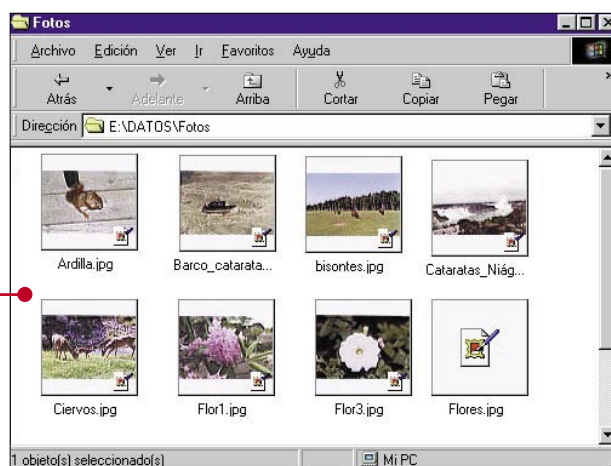 Fotos
Archivo Edición Ver Ir Favoritos Ayuda
Atrás Adelante Arriba Cortar Copiar Pegar »
Dirección E:\DATOS\Fotos
Ardilla.jpg Barco_catarata... bisontes.jpg Cataratas_Niág...
Ciervos.jpg Flor1.jpg Flor3.jpg Flores.jpg
1 objeto(s) seleccionado(s) Mi PC